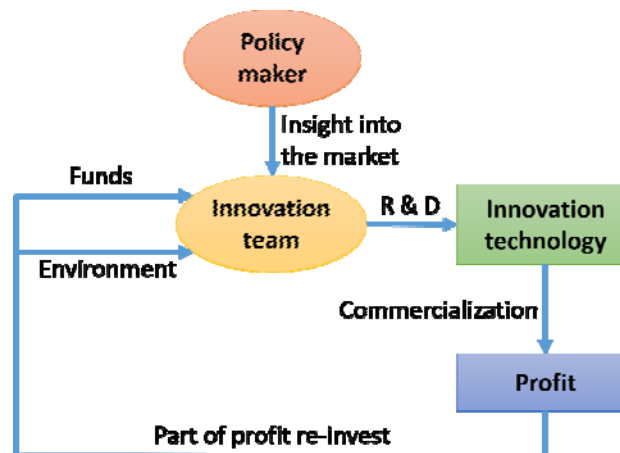 Policy
maker
Insight into
the market
Funds
Innovation
team
R & D
Innovation
technology
Environment
Commercialization
Profit
Part of profit re-invest